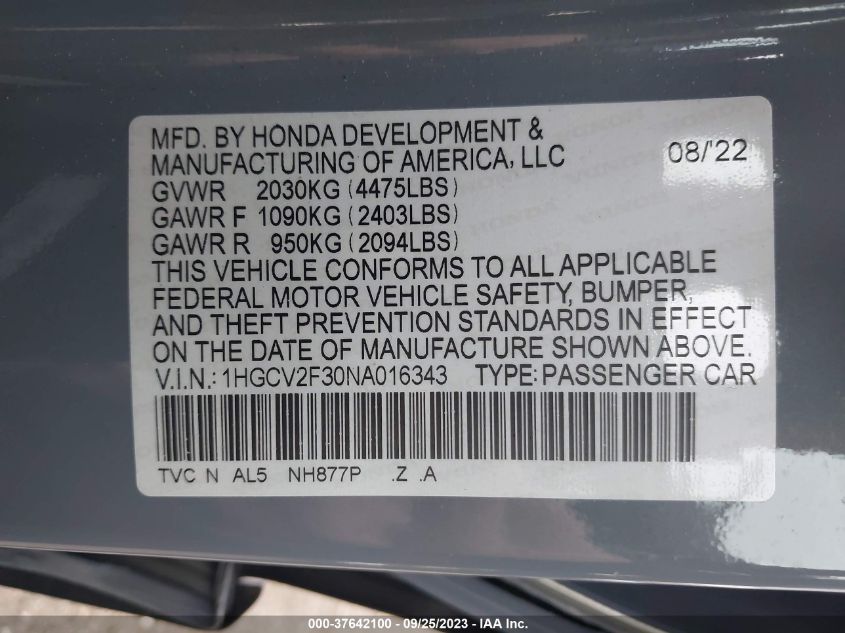 MFD. BY HONDA DEVELOPMENT &
MANUFACTURING OF AMERICA, LLC 08/'22
GVWR 2030KG (4475LBS)
GAWR F 1090KG (2403LBS)
GAWR R 950KG (2094LBS)
THIS VEHICLE CONFORMS TO ALL APPLICABLE
FEDERAL MOTOR VEHICLE SAFETY, BUMPER,
AND THEFT PREVENTION STANDARDS IN EFFECT
ON THE DATE OF MANUFACTURE SHOWN ABOVE.
V.I.N.: 1HGCV2F30NA016343 TYPE: PASSENGER CAR
TVC N AL5 NH877P .Z .A
000-37642100 - 09/25/2023 - IAAI.com